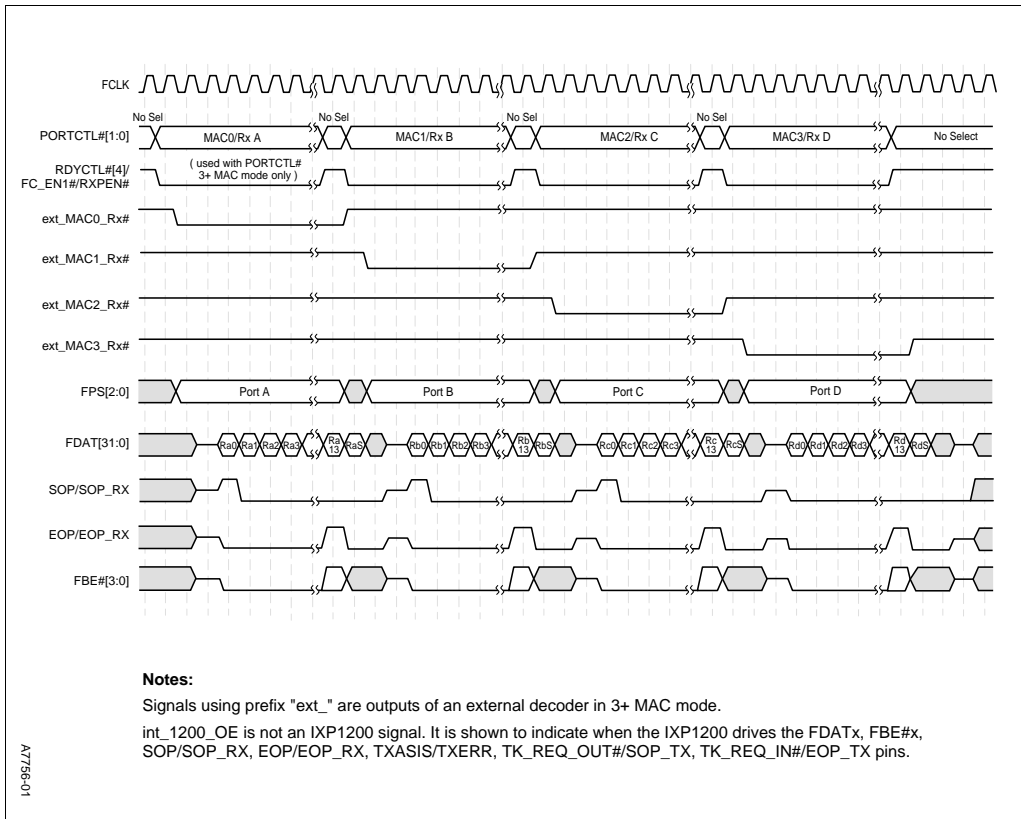 FCLK
No Sel No Sel No Sel No Sel
PORTCTL#[1:0] MAC0/Rx A MAC1/Rx B MAC2/Rx C MAC3/Rx D No Select
RDYCTL#[4]/
FC_EN1#/RXPEN#
( used with PORTCTL#
3+ MAC mode only )
ext_MAC0_Rx#
ext_MAC1_Rx#
ext_MAC2_Rx#
ext_MAC3_Rx#
FPS[2:0] Port A Port B Port C Port D
FDAT[31:0] Ra0 Ra1 Ra2 Ra3 Ra 13 RaS Rb0 Rb1 Rb2 Rb3 Rb 13 RbS Rc0 Rc1 Rc2 Rc3 Rc 13 RcS Rd0 Rd1 Rd2 Rd3 Rd 13 RdS
SOP/SOP_RX
EOP/EOP_RX
FBE#[3:0]
Notes:
Signals using prefix "ext_" are outputs of an external decoder in 3+ MAC mode.
int_1200_OE is not an IXP1200 signal. It is shown to indicate when the IXP1200 drives the FDATx, FBE#x,
SOP/SOP_RX, EOP/EOP_RX, TXASIS/TXERR, TK_REQ_OUT#/SOP_TX, TK_REQ_IN#/EOP_TX pins.
A7756-01